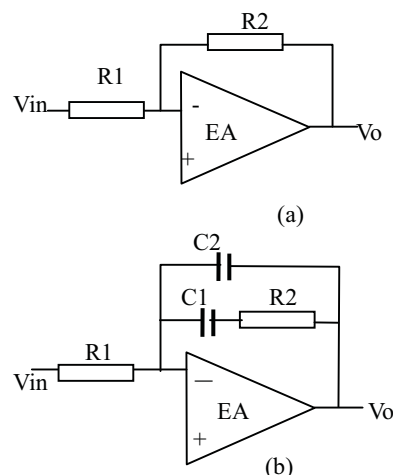 R2
R1
Vin
-
EA
+
Vo
(a)
C2
C1 R2
R1
Vin
—
EA
+
Vo
(b)